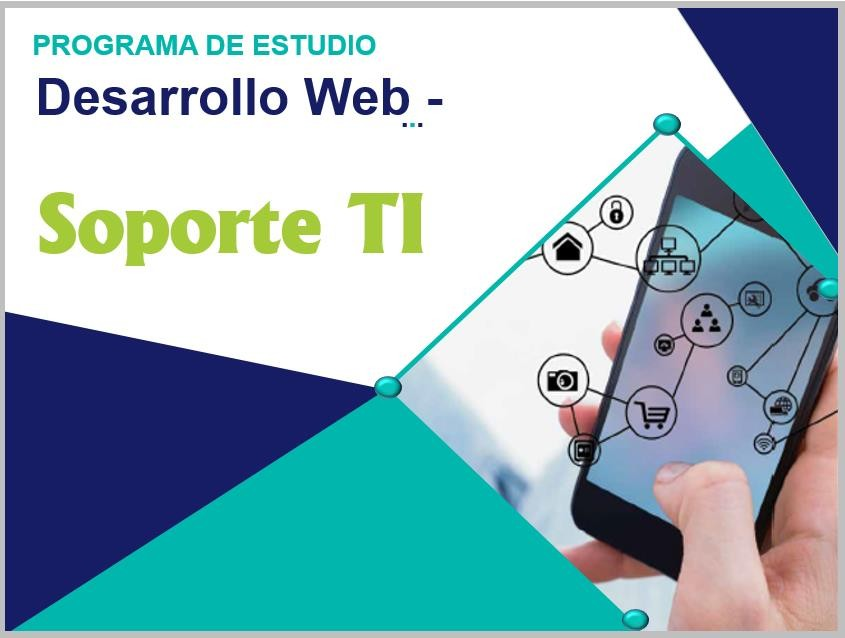 PROGRAMA DE ESTUDIO
Desarrollo Web -
...
Soporte TI